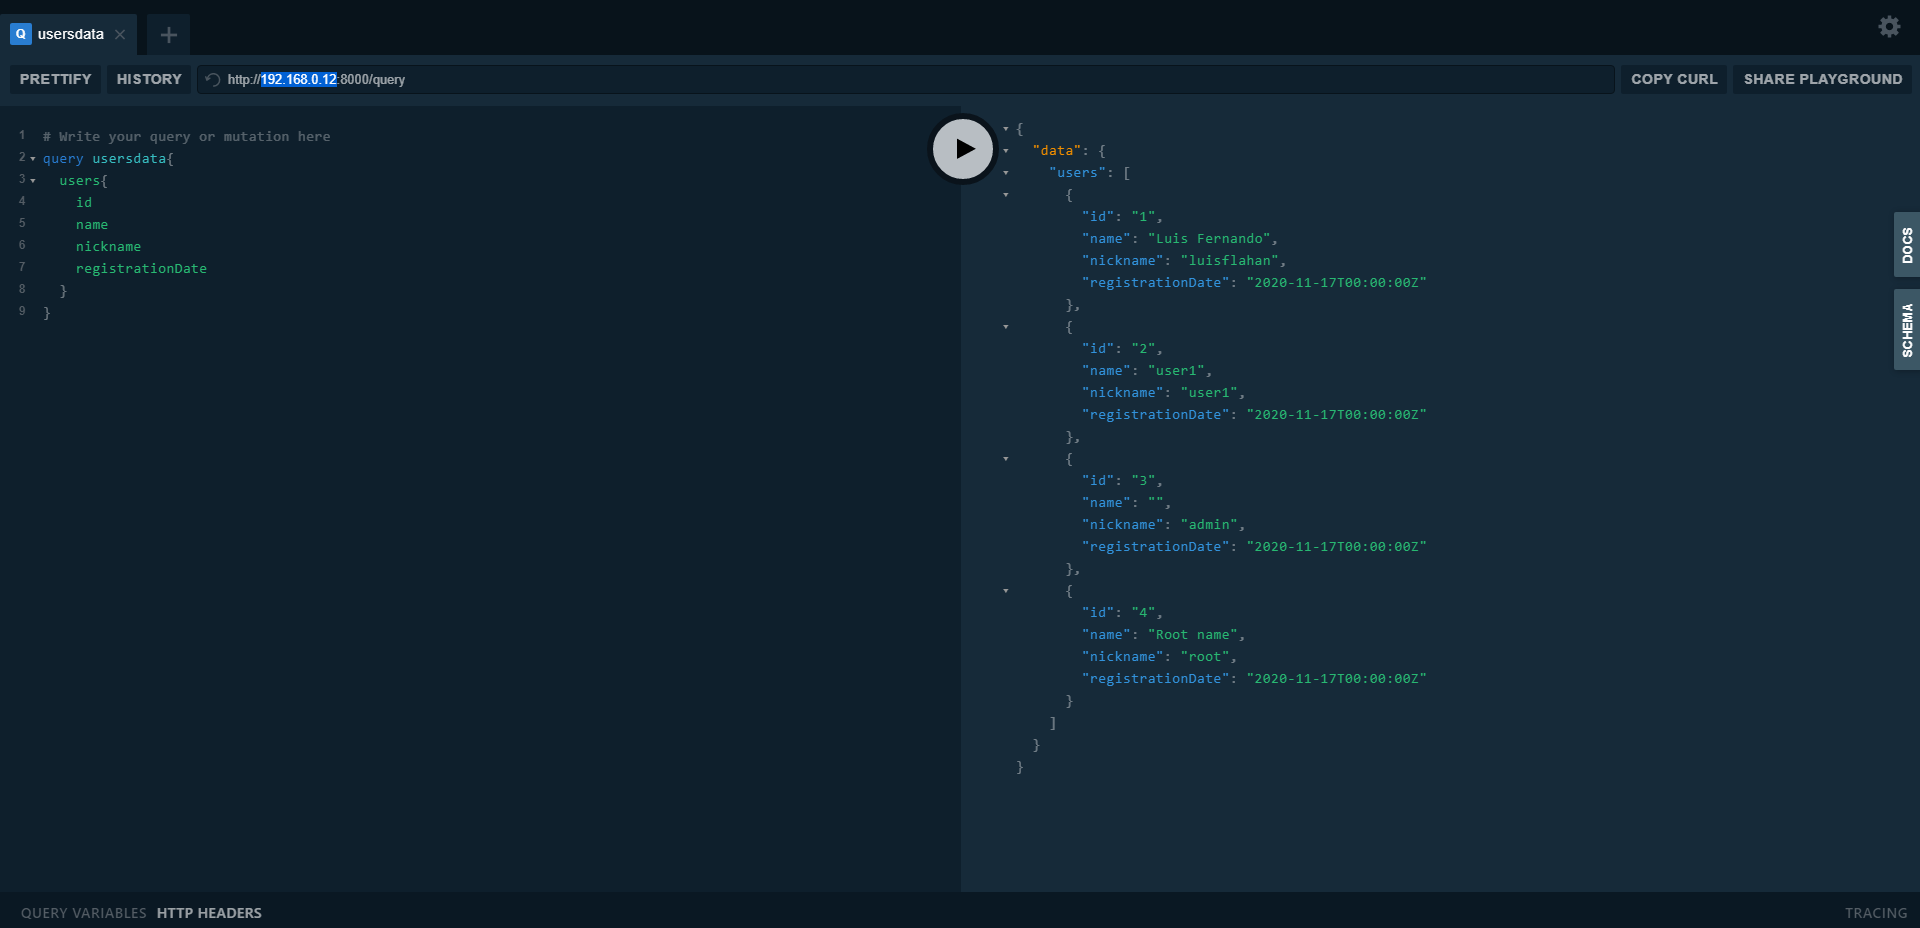 Q usersdata
PRETTIFY HISTORY http://192.168.0.12:8000/query COPY CURL SHARE PLAYGROUND
1 # Write your query or mutation here
2 query usersdata{
3 users{
4 id
5 name
6 nickname
7 registrationDate
8 }
9 }
{
"data": {
"users": [
{
"id": "1",
"name": "Luis Fernando",
"nickname": "luisflahan",
"registrationDate": "2020-11-17T00:00:00Z"
},
{
"id": "2",
"name": "user1",
"nickname": "user1",
"registrationDate": "2020-11-17T00:00:00Z"
},
{
"id": "3",
"name": "",
"nickname": "admin",
"registrationDate": "2020-11-17T00:00:00Z"
},
{
"id": "4",
"name": "Root name",
"nickname": "root",
"registrationDate": "2020-11-17T00:00:00Z"
}
]
}
}
DOCS
SCHEMA
QUERY VARIABLES HTTP HEADERS TRACING